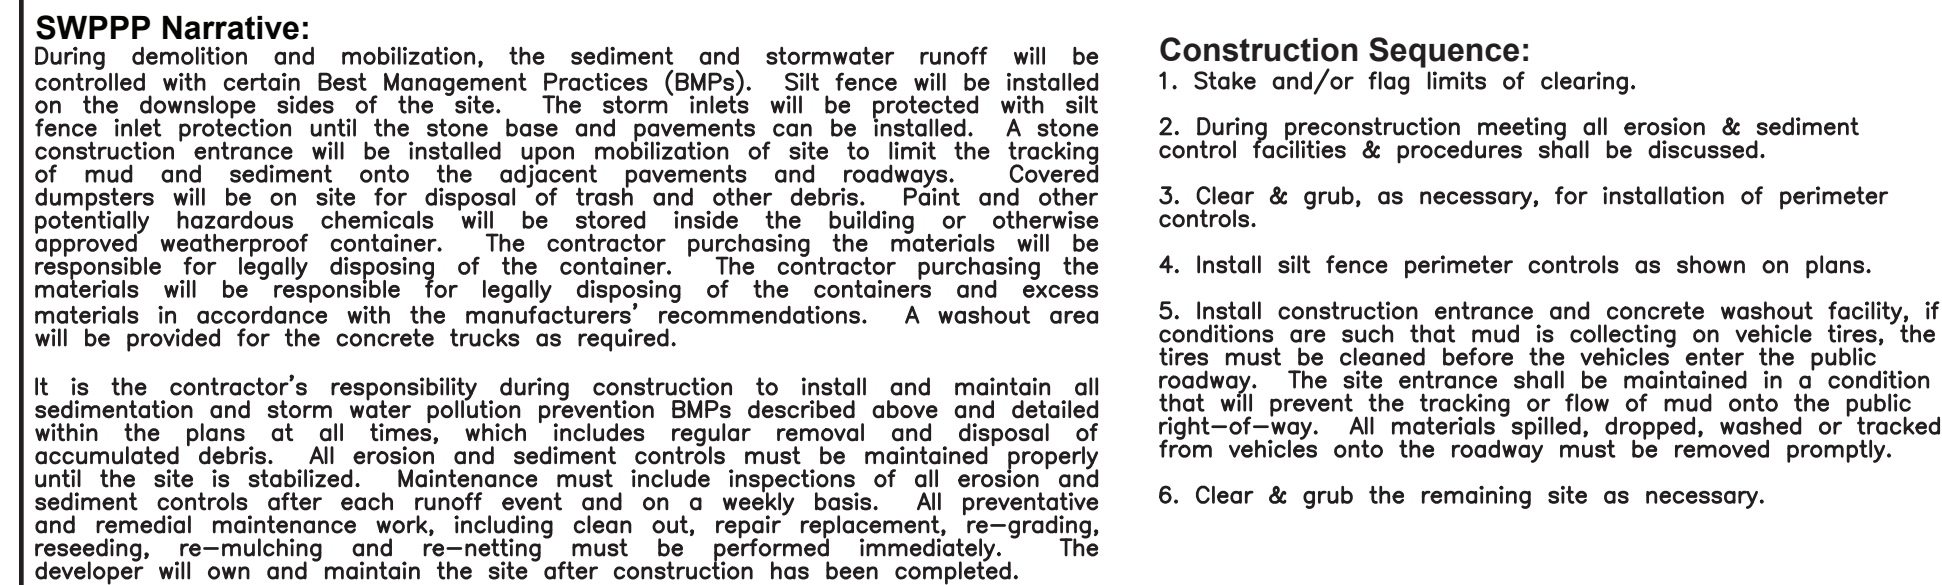 SWPPP Narrative:
During demolition and mobilization, the sediment and stormwater runoff will be
controlled with certain Best Management Practices (BMPs). Silt fence will be installed
on the downslope sides of the site. The storm inlets will be protected with silt
fence inlet protection until the stone base and pavements can be installed. A stone
construction entrance will be installed upon mobilization of site to limit the tracking
of mud and sediment onto the adjacent pavements and roadways. Covered
dumpsters will be on site for disposal of trash and other debris. Paint and other
potentially hazardous chemicals will be stored inside the building or otherwise
approved weatherproof container. The contractor purchasing the materials will be
responsible for legally disposing of the container. The contractor purchasing the
materials will be responsible for legally disposing of the containers and excess
materials in accordance with the manufacturers' recommendations. A washout area
will be provided for the concrete trucks as required.
It is the contractor's responsibility during construction to install and maintain all
sedimentation and storm water pollution prevention BMPs described above and detailed
within the plans at all times, which includes regular removal and disposal of
accumulated debris. All erosion and sediment controls must be maintained properly
until the site is stabilized. Maintenance must include inspections of all erosion and
sediment controls after each runoff event and on a weekly basis. All preventative
and remedial maintenance work, including clean out, repair replacement, re-grading,
reseeding, re-mulching and re-netting must be performed immediately. The
developer will own and maintain the site after construction has been completed.
Construction Sequence:
1. Stake and/or flag limits of clearing.
2. During preconstruction meeting all erosion & sediment
control facilities & procedures shall be discussed.
3. Clear & grub, as necessary, for installation of perimeter
controls.
4. Install silt fence perimeter controls as shown on plans.
5. Install construction entrance and concrete washout facility, if
conditions are such that mud is collecting on vehicle tires, the
tires must be cleaned before the vehicles enter the public
roadway. The site entrance shall be maintained in a condition
that will prevent the tracking or flow of mud onto the public
right-of-way. All materials spilled, dropped, washed or tracked
from vehicles onto the roadway must be removed promptly.
6. Clear & grub the remaining site as necessary.